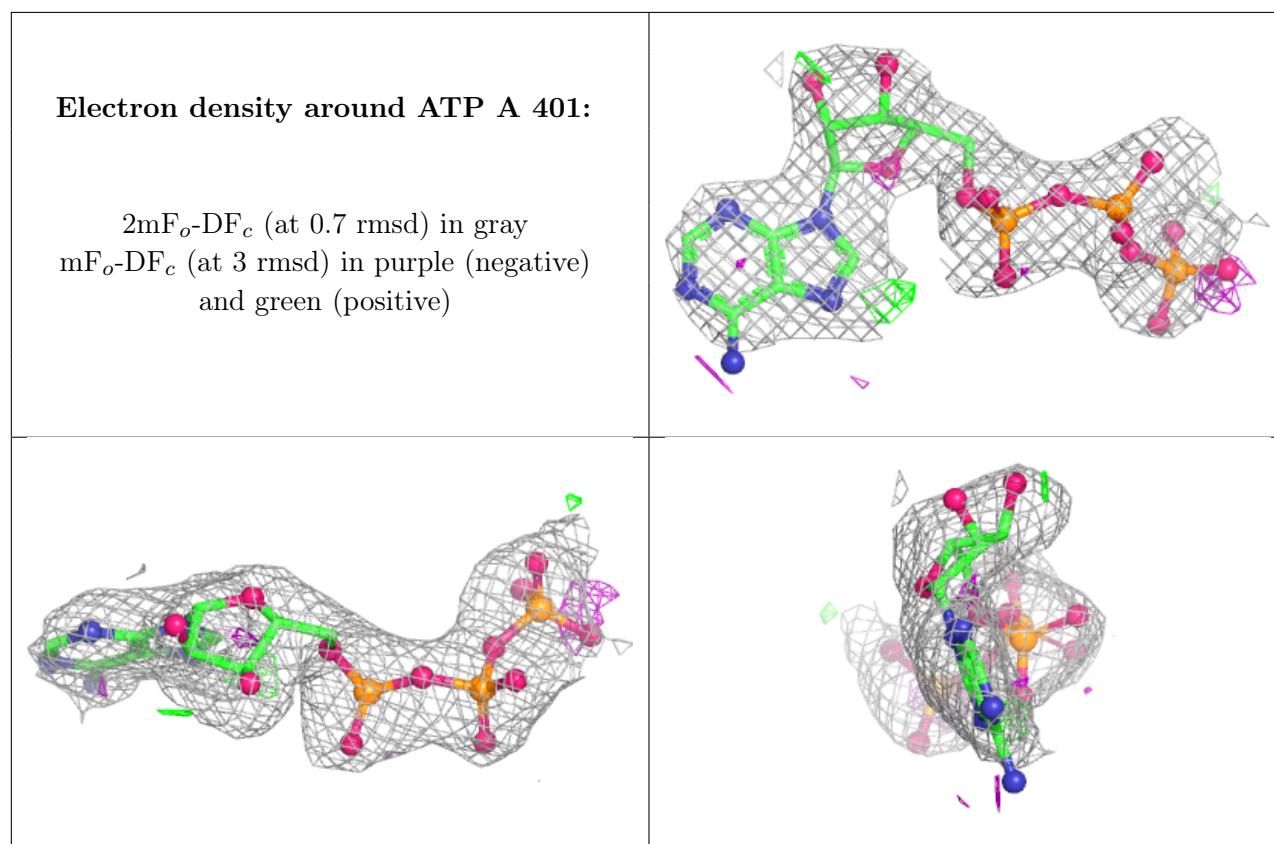 Electron density around ATP A 401:
2mFo-DFc (at 0.7 rmsd) in gray
mFo-DFc (at 3 rmsd) in purple (negative)
and green (positive)